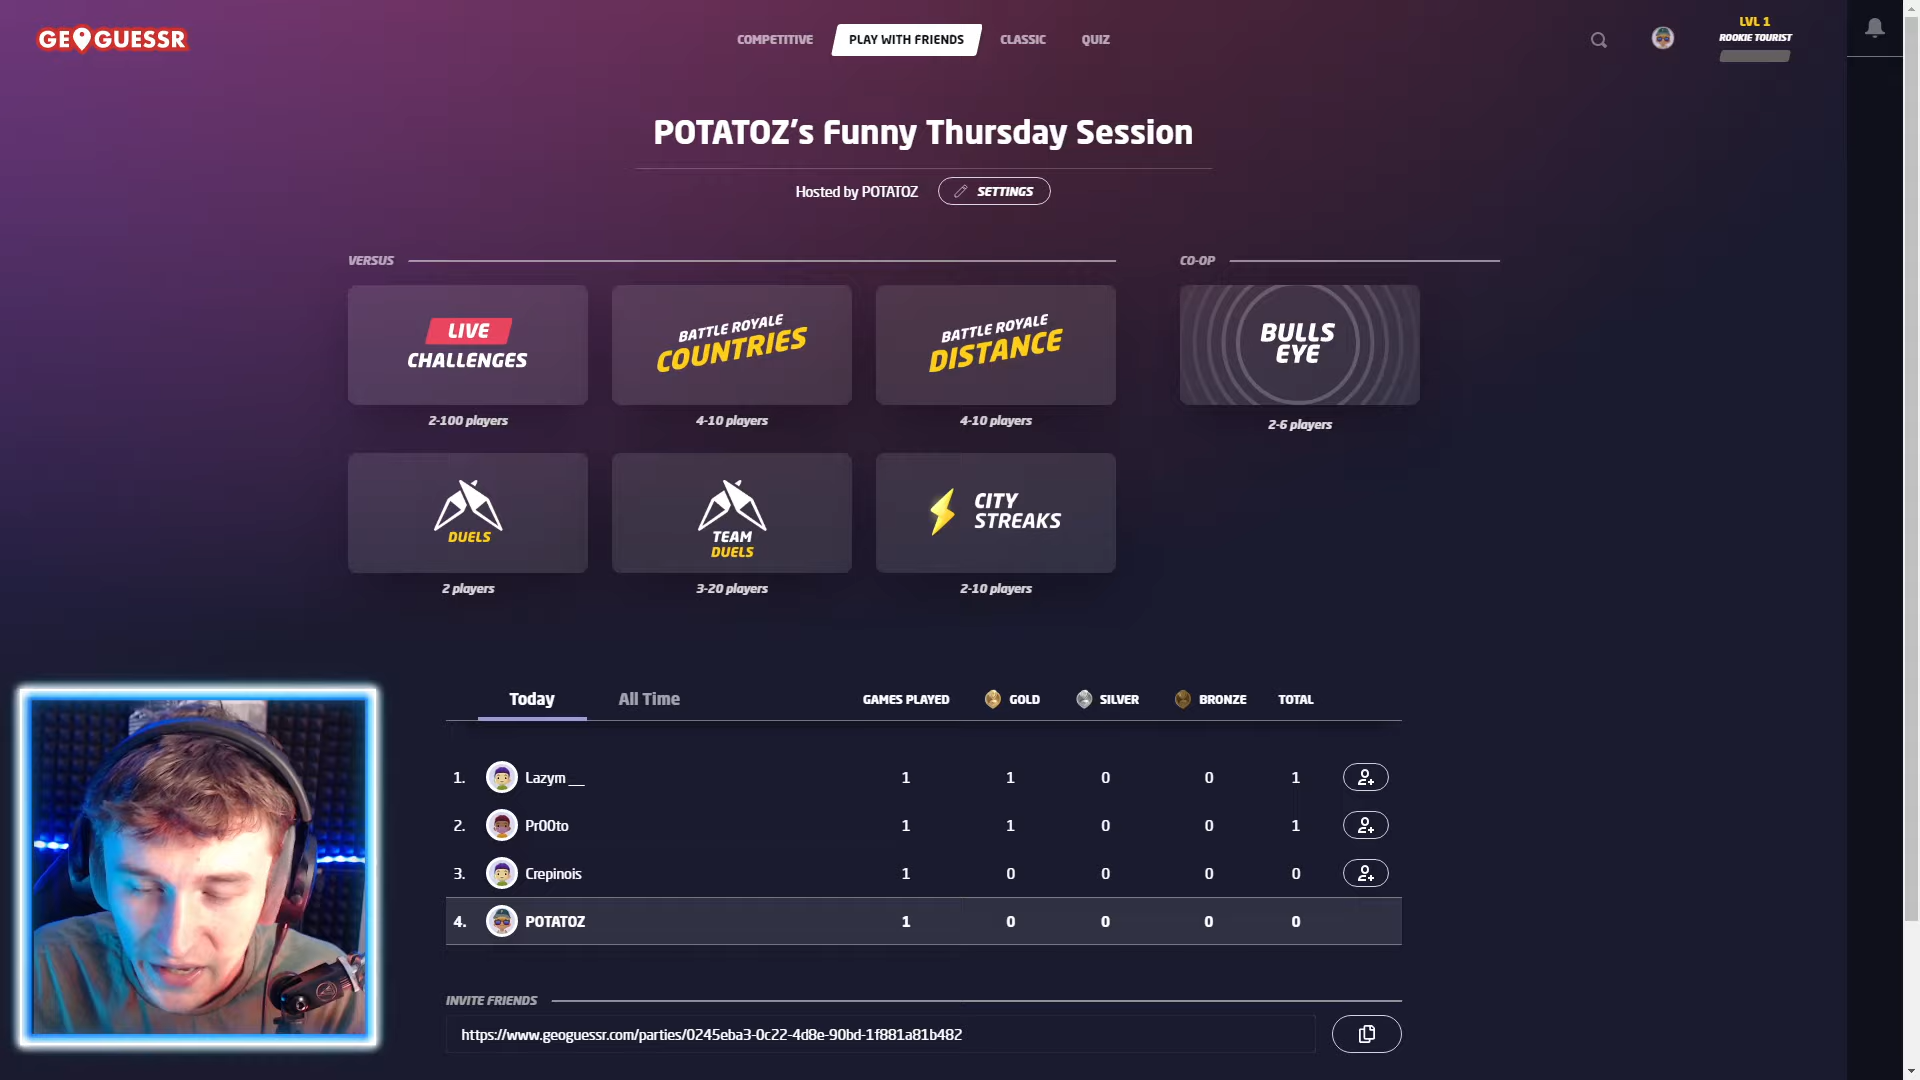 GEOGUESSR
COMPETITIVE
PLAY WITH FRIENDS
CLASSIC
QUIZ
LVL 1
ROOKIE TOURIST
POTATOZ's Funny Thursday Session
Hosted by POTATOZ
SETTINGS
VERSUS
CO-OP
LIVE
CHALLENGES
2-100 players
BATTLE ROYALE
COUNTRIES
4-10 players
BATTLE ROYALE
DISTANCE
4-10 players
BULLS
EYE
2-6 players
DUELS
2 players
TEAM
DUELS
3-20 players
CITY
STREAKS
2-10 players
Today All Time GAMES PLAYED GOLD SILVER BRONZE TOTAL
1. Lazym__ 1 1 0 0 1
2. Pr00to 1 1 0 0 1
3. Crepinois 1 0 0 0 0
4. POTATOZ 1 0 0 0 0
INVITE FRIENDS
https://www.geoguessr.com/parties/0245eba3-0c22-4d8e-90bd-1f881a81b482